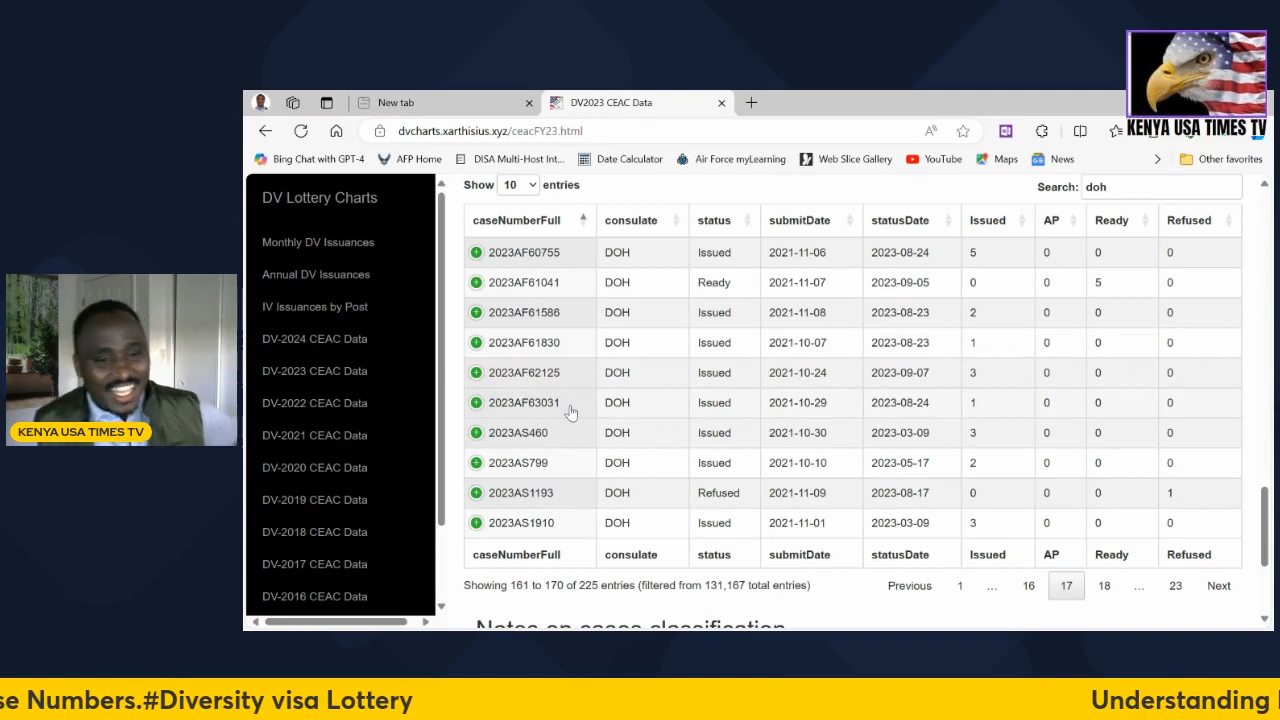 KENYA USA TIMES TV
New tab
DV2023 CEAC Data
dvcharts.xarthisius.xyz/ceacFY23.html
Bing Chat with GPT-4
AFP Home
DISA Multi-Host Int...
Date Calculator
Air Force myLearning
Web Slice Gallery
YouTube
Maps
News
Other favorites
DV Lottery Charts
Monthly DV Issuances
Annual DV Issuances
IV Issuances by Post
DV-2024 CEAC Data
DV-2023 CEAC Data
DV-2022 CEAC Data
DV-2021 CEAC Data
DV-2020 CEAC Data
DV-2019 CEAC Data
DV-2018 CEAC Data
DV-2017 CEAC Data
DV-2016 CEAC Data
Show 10 entries
Search: doh
caseNumberFull consulate status submitDate statusDate Issued AP Ready Refused
2023AF60755 DOH Issued 2021-11-06 2023-08-24 5 0 0 0
2023AF61041 DOH Ready 2021-11-07 2023-09-05 0 0 5 0
2023AF61586 DOH Issued 2021-11-08 2023-08-23 2 0 0 0
2023AF61830 DOH Issued 2021-10-07 2023-08-23 1 0 0 0
2023AF62125 DOH Issued 2021-10-24 2023-09-07 3 0 0 0
2023AF63031 DOH Issued 2021-10-29 2023-08-24 1 0 0 0
2023AS460 DOH Issued 2021-10-30 2023-03-09 3 0 0 0
2023AS799 DOH Issued 2021-10-10 2023-05-17 2 0 0 0
2023AS1193 DOH Refused 2021-11-09 2023-08-17 0 0 0 1
2023AS1910 DOH Issued 2021-11-01 2023-03-09 3 0 0 0
caseNumberFull consulate status submitDate statusDate Issued AP Ready Refused
Showing 161 to 170 of 225 entries (filtered from 131,167 total entries)
Previous 1 ... 16 17 18 ... 23 Next
Notes on cases classification
KENYA USA TIMES TV
se Numbers.#Diversity visa Lottery
Understanding